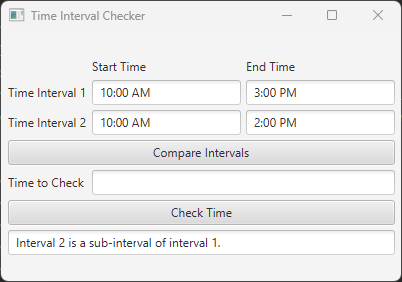 Time Interval Checker
Start Time End Time
Time Interval 1 10:00 AM 3:00 PM
Time Interval 2 10:00 AM 2:00 PM
Compare Intervals
Time to Check
Check Time
Interval 2 is a sub-interval of interval 1.